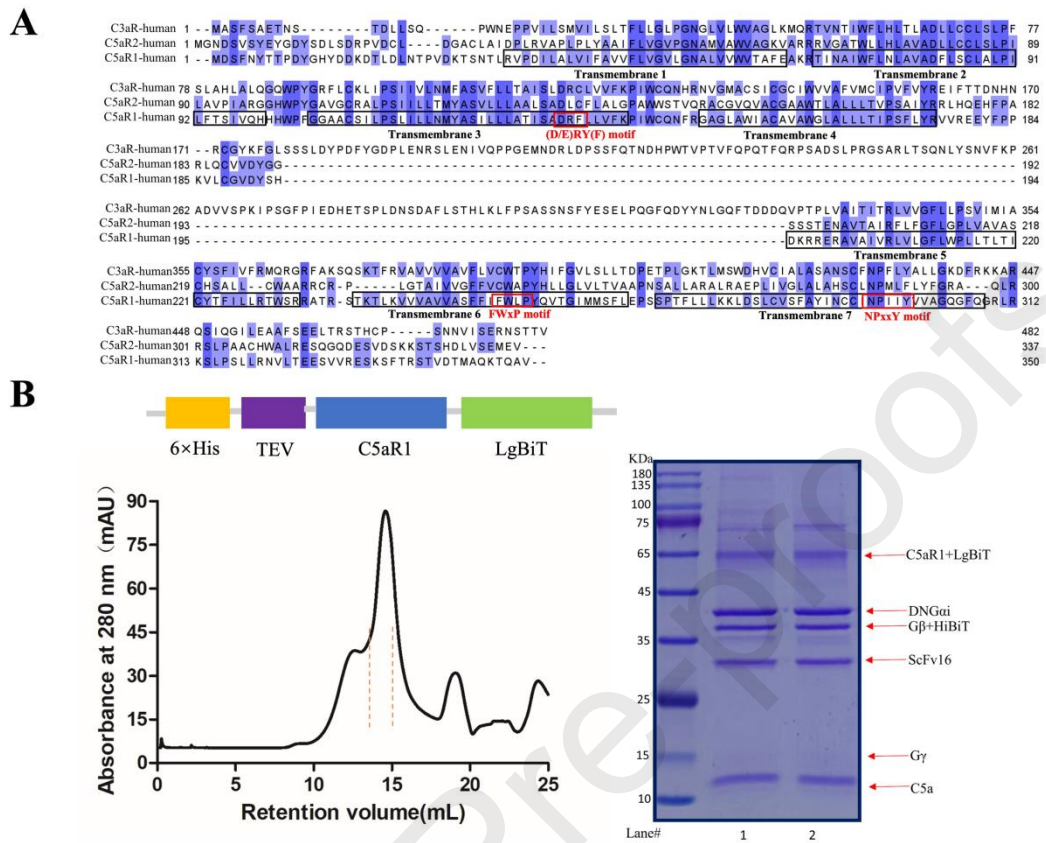 A
C3aR-human 1 - -MASFSAETNS- - - - - - -TDLLSQ- - - -PWNEPPVILSMVILSLTFLLGLPGNGLVLWVAGLKMQRTVNTIWFLHLTLADLLCCLSLPF 77
C5aR2-human 1 MGNDSVSYEYGDYSDLSDRPVDCL- - - -DGACLAIDPLRVAPLPLYAAIFLVGVPGNAMVAWVAGKVARRRVGATWLLHLAVADLLCCLSLPI 89
C5aR1-human 1 - -MDSFNYTTPDYGHYDDKDTLDLNTPVDKTSNTLRVPDILALVIFAVVFLVGVLGNALVVWVTAFEAKRTINAIWFLNLAVADFLSCLALPI 91
Transmembrane 1 Transmembrane 2
C3aR-human 78 SLAHLALQGQWPYGRFLCKLIPSIIVLNMFASVFLLTAISLDRCLVVFKPIWCQNHRNVGMACSICGCIWVVAFVMCIPVFVYREIFTTDNHN 170
C5aR2-human 90 LAVPIARGGHWPYGAVGCRALPSIILLTMYASVLLLAALSADLCFLALGPAWWSTVQRACGVQVACGAAWTLALLLTVPSAIYRRLHQEHFPA 182
C5aR1-human 92 LFTSIVQHHHWPFGGAACSILPSLILLNMYASILLLATISADRFLLVFKPIWCQNFRGAGLAWIACAVAWGLALLLTIPSFLYRVVREEYFPP 184
Transmembrane 3 (D/E)RY(F) motif Transmembrane 4
C3aR-human 171 - -RCGYKFGLSSSLDYPDFYGDPLENRSLENIVQPPGEMNDRLDPSSFQTNDHPWTVPTVFQPQTFQRPSADSLPRGSARLTSQNLYSNVFKP 261
C5aR2-human 183 RLQCVVDYGG- - - - 192
C5aR1-human 185 KVLCGVDYSH- - - - 194
C3aR-human 262 ADVVSPKIPSGFPIEDHETSPLDNSDAFLSTHLKLFPSASSNSFYESELPQGFQDYYNLGQFTDDDQVPTPLVAITITRLVVGFLLPSVIMIA 354
C5aR2-human 193 - - - - SSSTENAVTAIRFLFGFLGPLVAVAS 218
C5aR1-human 195 - - - - DKRRERAVAIVRLVLGFLWPLLTLTI 220
Transmembrane 5
C3aR-human 355 CYSFIVFRMQRGRFAKSQSKTFRVAVVVVAVFLVCWTPYHIFGVLSLLTDPETPLGKTLMSWDHVCIALASANSCFNPFLYALLGKDFRKKAR 447
C5aR2-human 219 CHSALL- -CWAARRC- - -RPLGTAIVVGFFVCWAPYHLLGLVLTVAAPNSALLARALRAEPLIVGLALAHSCLNPMLFLYFGRA- - -QLR 301
C5aR1-human 221 CYTFILLRTWSRRATRS- -TKTLKVVVAVVASFFIFWLPYQVTGIMMSFLEPSSPTFLLLKKLDSLCVSFAYINCCINPIIYVVAGQGFQGRLR 312
Transmembrane 6 FWxP motif Transmembrane 7 NPxxY motif
C3aR-human 448 QSIQGILEAAFSEELTRSTHCP- - - -SNNVISERNSTTV 482
C5aR2-human 301 RSLPAACHWALRESQGQDESVDSKKSTSHDLVSEMEV- - 337
C5aR1-human 313 KSLPSLLRNVLTEESVVRESKSFTRSTVDTMAQKTQAV- 350
B
6×His TEV C5aR1 LgBiT
Absorbance at 280 nm (mAU)
90
75
60
45
30
15
0
0 5 10 15 20 25
Retention volume(mL)
KDa
180
135
100
75
65
45
35
25
15
10
C5aR1+LgBiT
DNGαi
Gβ+HiBiT
ScFv16
Gγ
C5a
Lane# 1 2
Pre-proofs